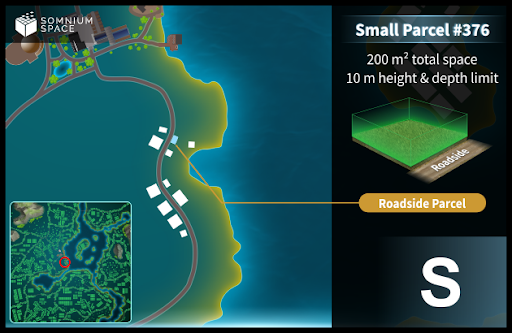 SOMNIUM
SPACE
Small Parcel #376
200 m² total space
10 m height & depth limit
Roadside
Roadside Parcel
S